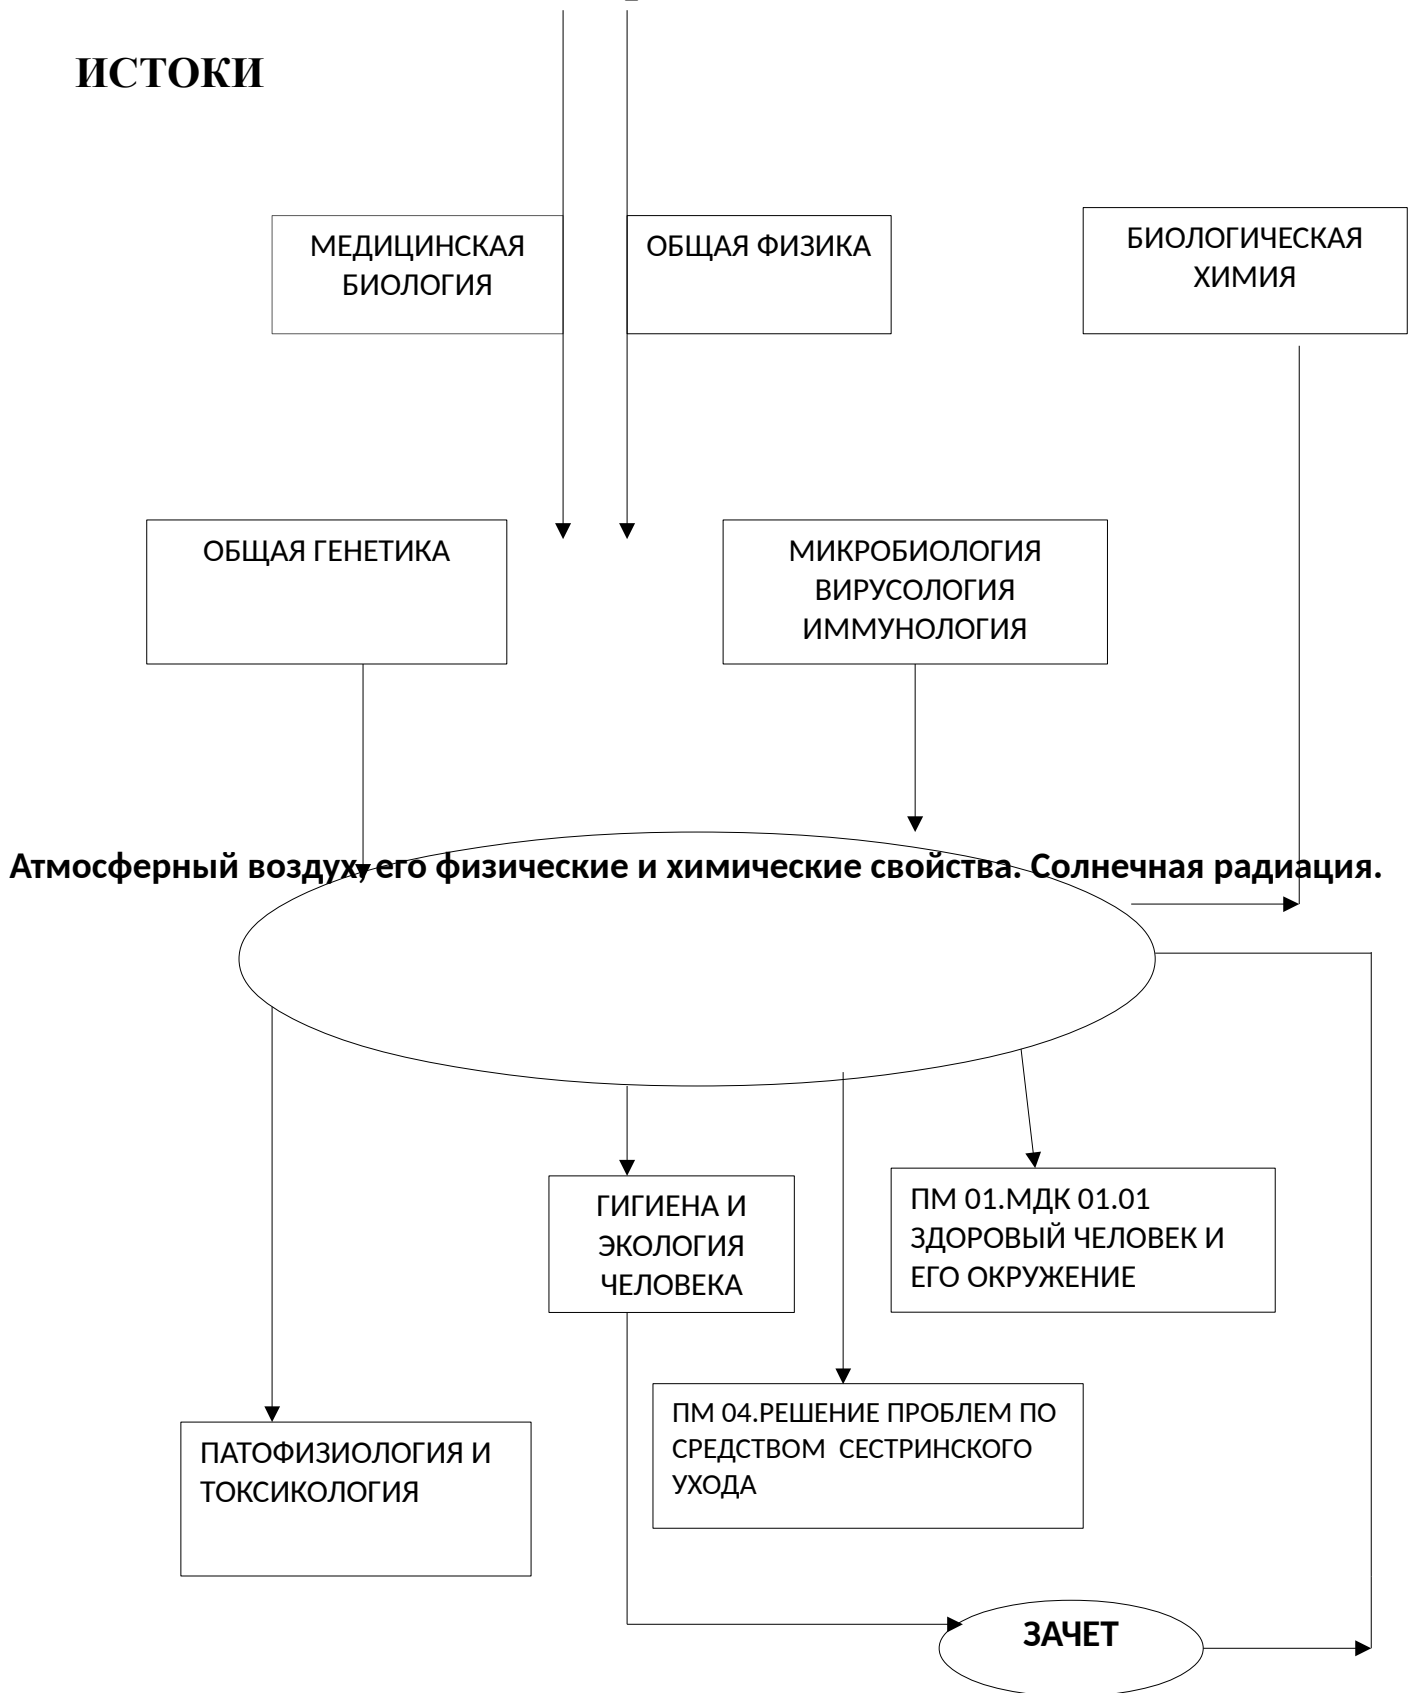 ИСТОКИ
МЕДИЦИНСКАЯ
БИОЛОГИЯ
ОБЩАЯ ФИЗИКА
БИОЛОГИЧЕСКАЯ
ХИМИЯ
ОБЩАЯ ГЕНЕТИКА
МИКРОБИОЛОГИЯ
ВИРУСОЛОГИЯ
ИММУНОЛОГИЯ
Атмосферный воздух, его физические и химические свойства. Солнечная радиация.
ГИГИЕНА И
ЭКОЛОГИЯ
ЧЕЛОВЕКА
ПМ 01.МДК 01.01
ЗДОРОВЫЙ ЧЕЛОВЕК И
ЕГО ОКРУЖЕНИЕ
ПМ 04.РЕШЕНИЕ ПРОБЛЕМ ПО
СРЕДСТВОМ  СЕСТРИНСКОГО
УХОДА
ПАТОФИЗИОЛОГИЯ И
ТОКСИКОЛОГИЯ
ЗАЧЕТ